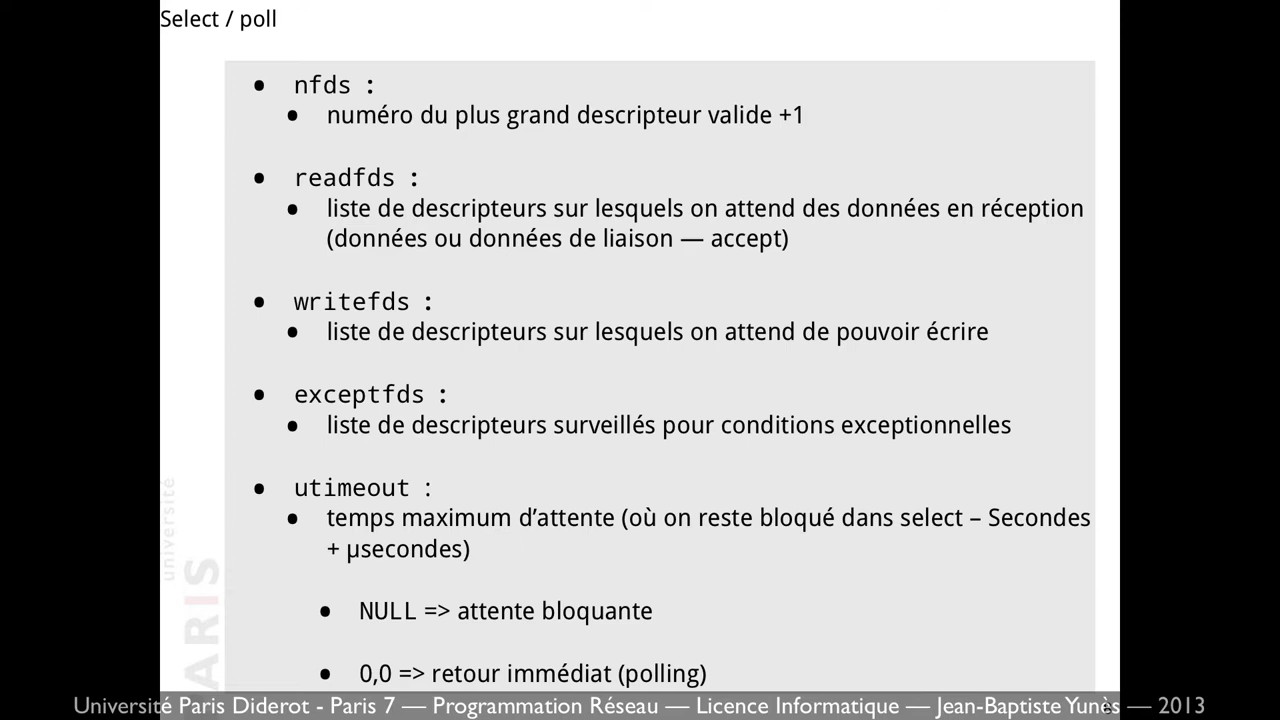 Select / poll
• nfds :
• numéro du plus grand descripteur valide +1
• readfds :
• liste de descripteurs sur lesquels on attend des données en réception
(données ou données de liaison — accept)
• writefds :
• liste de descripteurs sur lesquels on attend de pouvoir écrire
• exceptfds :
• liste de descripteurs surveillés pour conditions exceptionnelles
• utimeout :
• temps maximum d’attente (où on reste bloqué dans select – Secondes
+ µsecondes)
• NULL => attente bloquante
• 0,0 => retour immédiat (polling)
université
PARIS
Université Paris Diderot - Paris 7 — Programmation Réseau — Licence Informatique — Jean-Baptiste Yunès — 2013